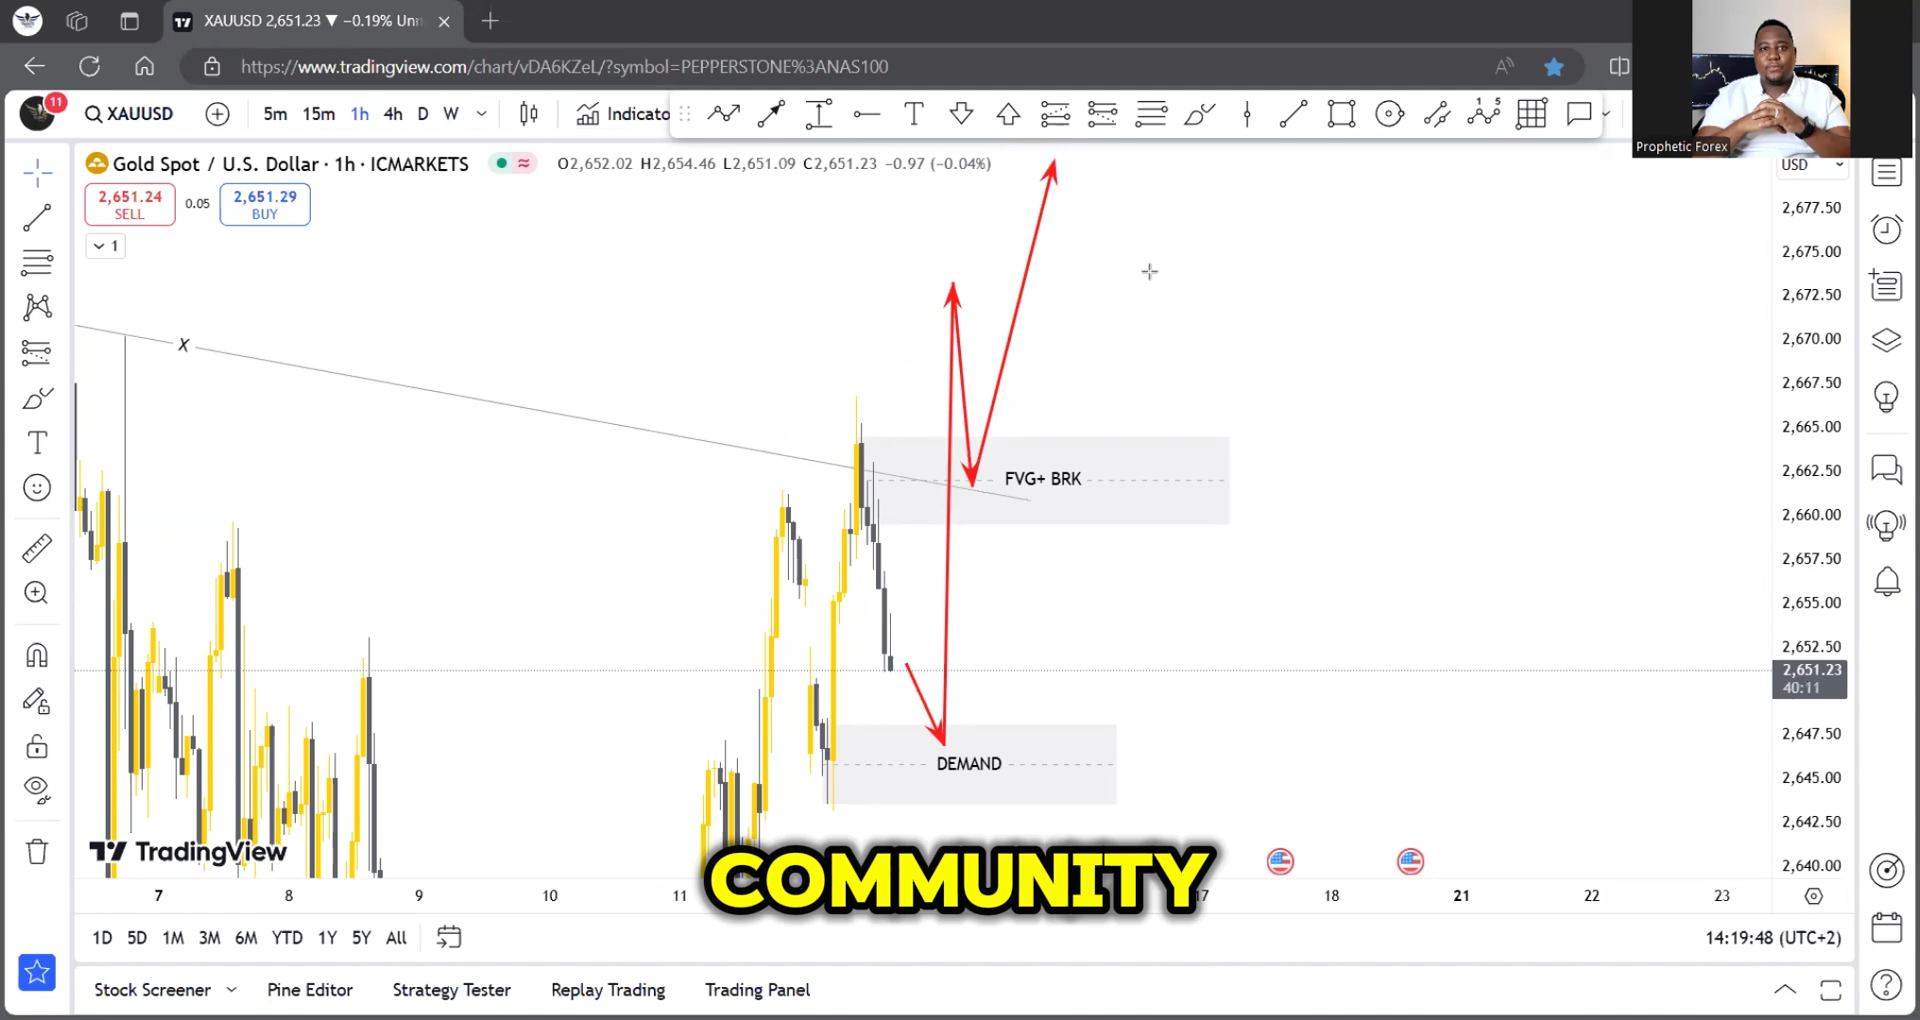 XAUUSD 2,651.23 ▼ −0.19% Unn
https://www.tradingview.com/chart/vDA6KZeL/?symbol=PEPPERSTONE%3ANAS100
Prophetic Forex
11
XAUUSD
5m 15m 1h 4h D W
Indicato
Gold Spot / U.S. Dollar · 1h · ICMARKETS
O2,652.02 H2,654.46 L2,651.09 C2,651.23 −0.97 (−0.04%)
USD
2,651.24
SELL
0.05
2,651.29
BUY
1
2,677.50
2,675.00
2,672.50
2,670.00
2,667.50
2,665.00
2,662.50
2,660.00
2,657.50
2,655.00
2,652.50
2,651.23
40:11
2,647.50
2,645.00
2,642.50
2,640.00
X
FVG+ BRK
DEMAND
TradingView
COMMUNITY
7 8 9 10 11 17 18 21 22 23
1D 5D 1M 3M 6M YTD 1Y 5Y All
14:19:48 (UTC+2)
Stock Screener Pine Editor Strategy Tester Replay Trading Trading Panel